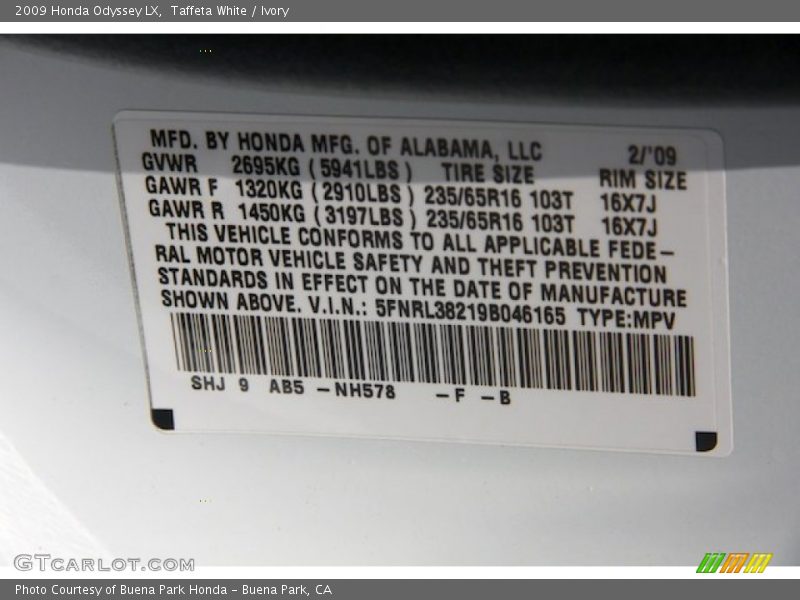 2009 Honda Odyssey LX, Taffeta White / Ivory
MFD. BY HONDA MFG. OF ALABAMA, LLC 2/'09
GVWR 2695KG (5941LBS) TIRE SIZE RIM SIZE
GAWR F 1320KG (2910LBS) 235/65R16 103T 16X7J
GAWR R 1450KG (3197LBS) 235/65R16 103T 16X7J
THIS VEHICLE CONFORMS TO ALL APPLICABLE FEDE-
RAL MOTOR VEHICLE SAFETY AND THEFT PREVENTION
STANDARDS IN EFFECT ON THE DATE OF MANUFACTURE
SHOWN ABOVE. V.I.N.: 5FNRL38219B046165 TYPE:MPV
SHJ 9 AB5 -NH578 -F -B
GTCARLOT.COM
Photo Courtesy of Buena Park Honda - Buena Park, CA